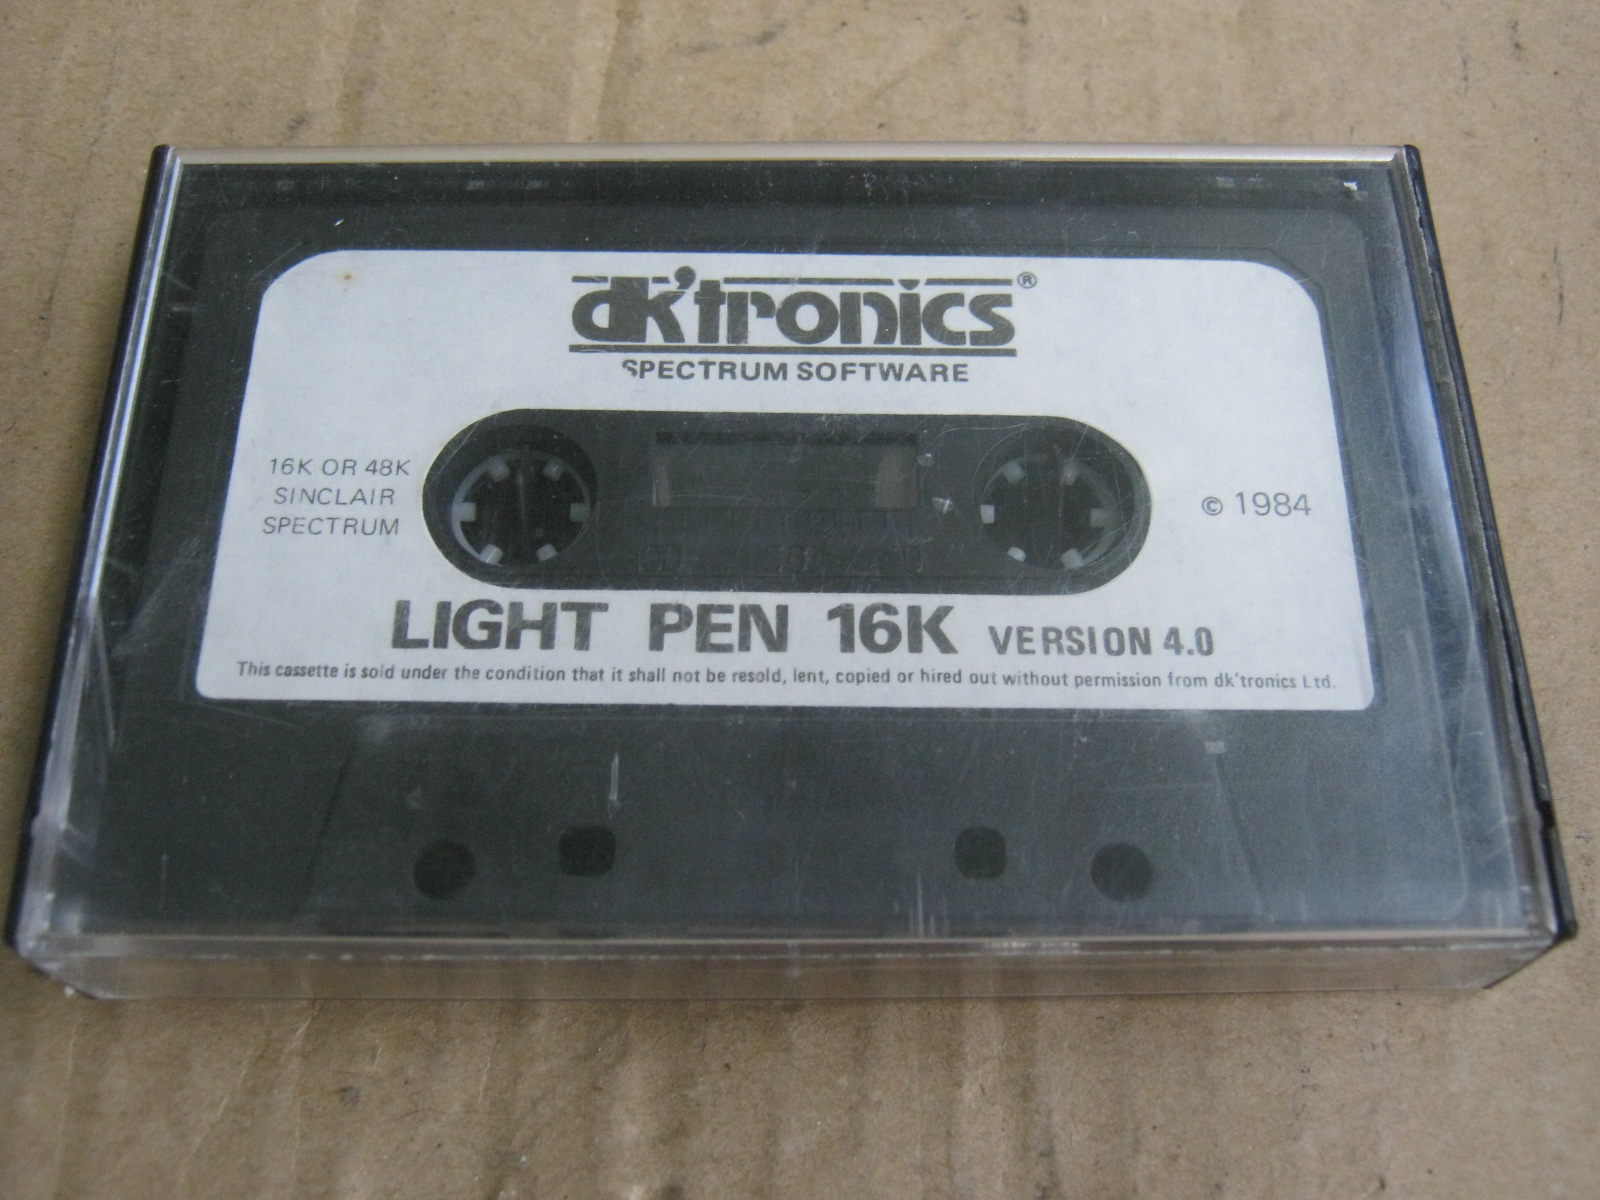 dk'tronics®
SPECTRUM SOFTWARE
16K OR 48K
SINCLAIR
SPECTRUM
© 1984
LIGHT PEN 16K VERSION 4.0
This cassette is sold under the condition that it shall not be resold, lent, copied or hired out without permission from dk'tronics Ltd.